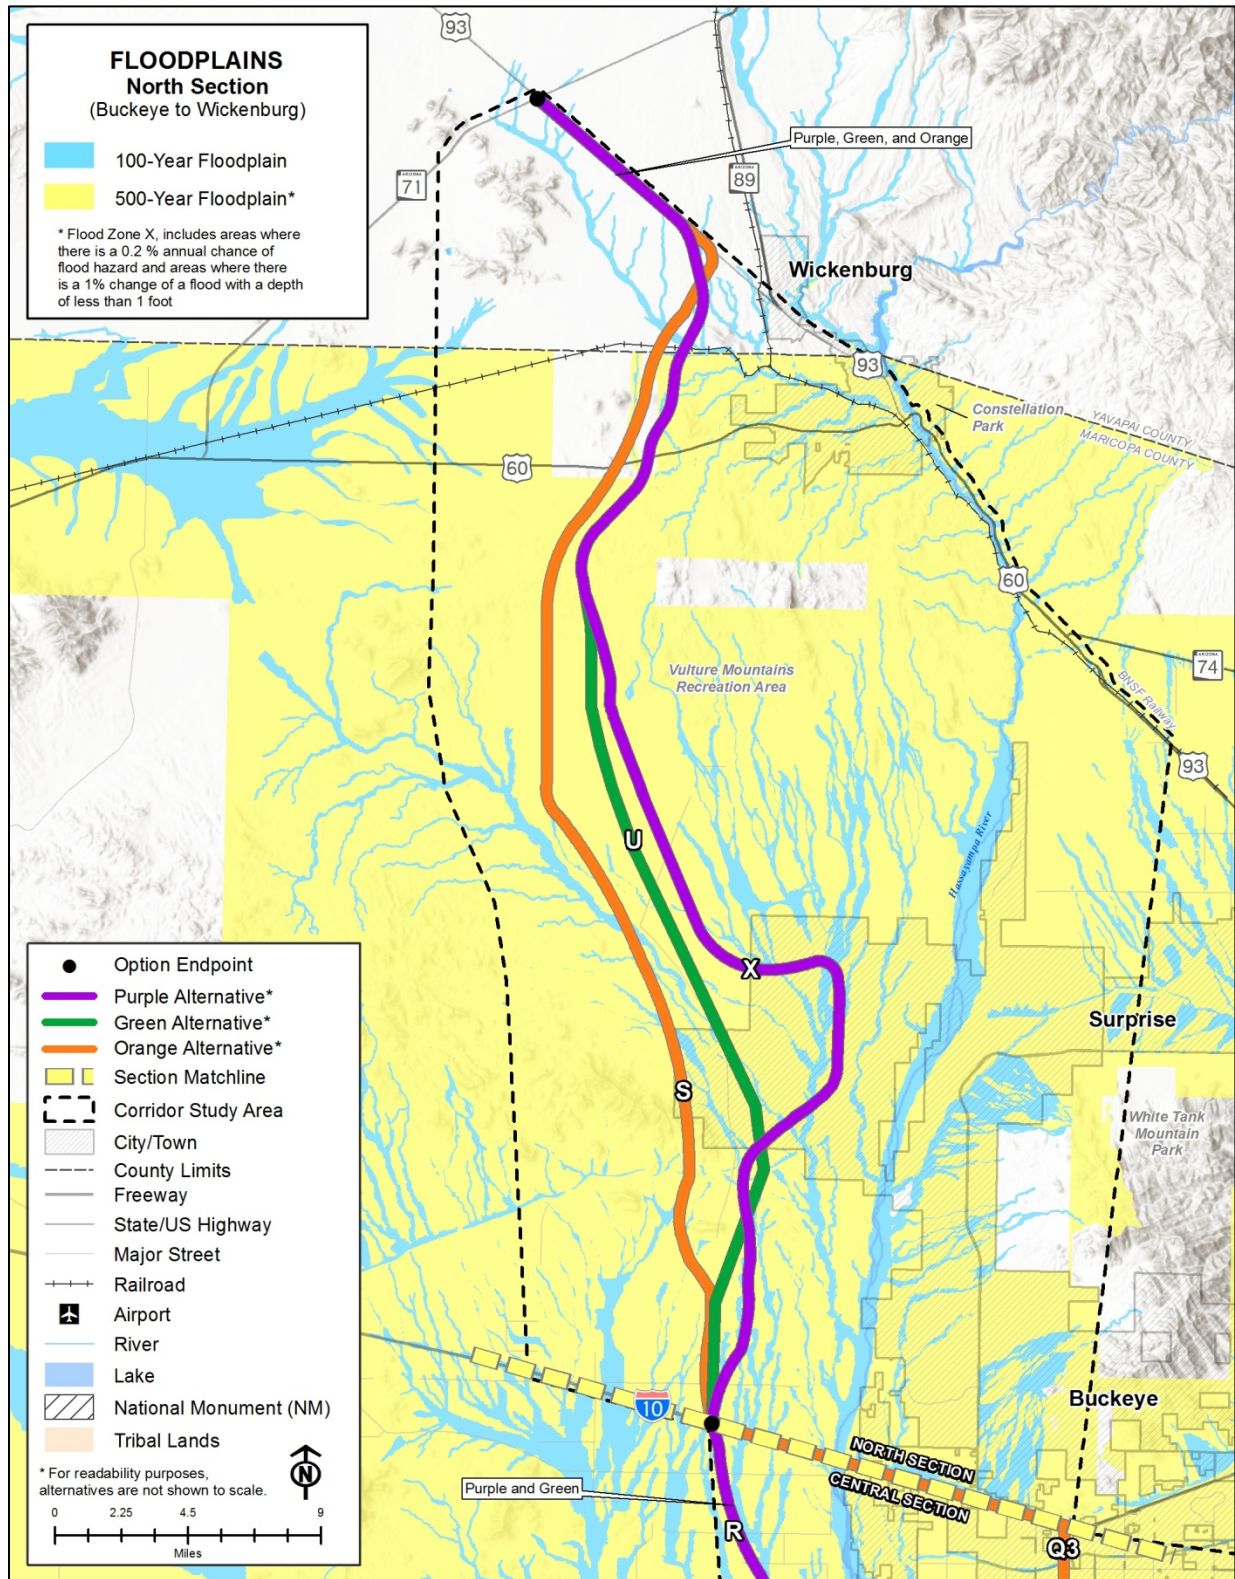 FLOODPLAINS
North Section
(Buckeye to Wickenburg)
100-Year Floodplain
500-Year Floodplain*
* Flood Zone X, includes areas where
there is a 0.2 % annual chance of
flood hazard and areas where there
is a 1% change of a flood with a depth
of less than 1 foot
93
Purple, Green, and Orange
ARIZONA
71
ARIZONA
89
Wickenburg
93
Constellation
Park
YAVAPAI COUNTY
MARICOPA COUNTY
60
60
ARIZONA
74
BNSF Railway
Vulture Mountains
Recreation Area
93
U
Hassayampa River
X
Surprise
S
White Tank
Mountain
Park
Option Endpoint
Purple Alternative*
Green Alternative*
Orange Alternative*
Section Matchline
Corridor Study Area
City/Town
County Limits
Freeway
State/US Highway
Major Street
Railroad
Airport
River
Lake
National Monument (NM)
Tribal Lands
* For readability purposes,
alternatives are not shown to scale.
N
0 2.25 4.5 9
Miles
10
Buckeye
NORTH SECTION
CENTRAL SECTION
Purple and Green
R
Q3